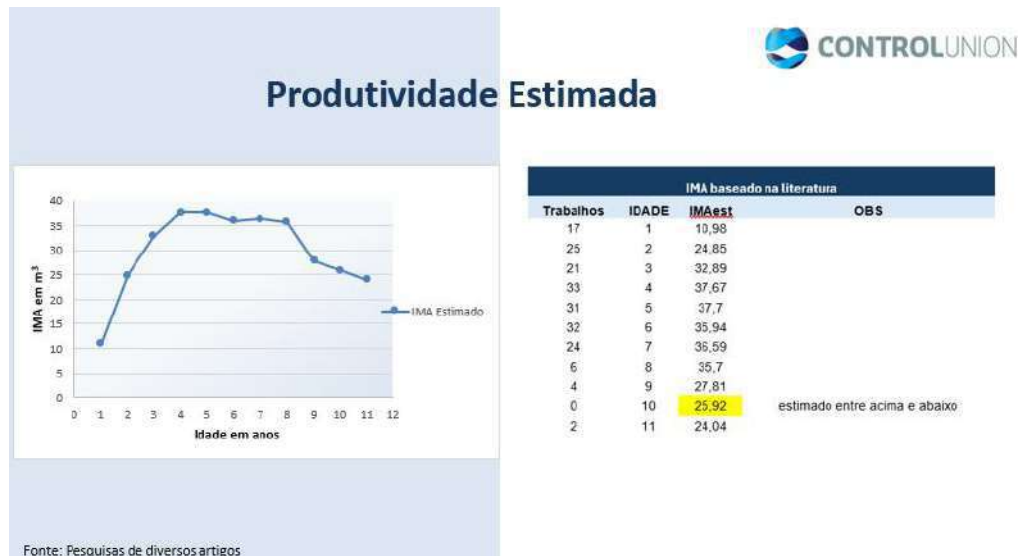 CONTROLUNION
Produtividade Estimada
40
35
30
25
20
15
10
5
0
IMA em m³
0 1 2 3 4 5 6 7 8 9 10 11 12
Idade em anos
IMA Estimado
IMA baseado na literatura
Trabalhos IDADE IMAest OBS
17 1 10,98
25 2 24,85
21 3 32,89
33 4 37,67
31 5 37,7
32 6 35,94
24 7 36,59
6 8 35,7
4 9 27,81
0 10 25,92 estimado entre acima e abaixo
2 11 24,04
Fonte: Pesquisas de diversos artigos